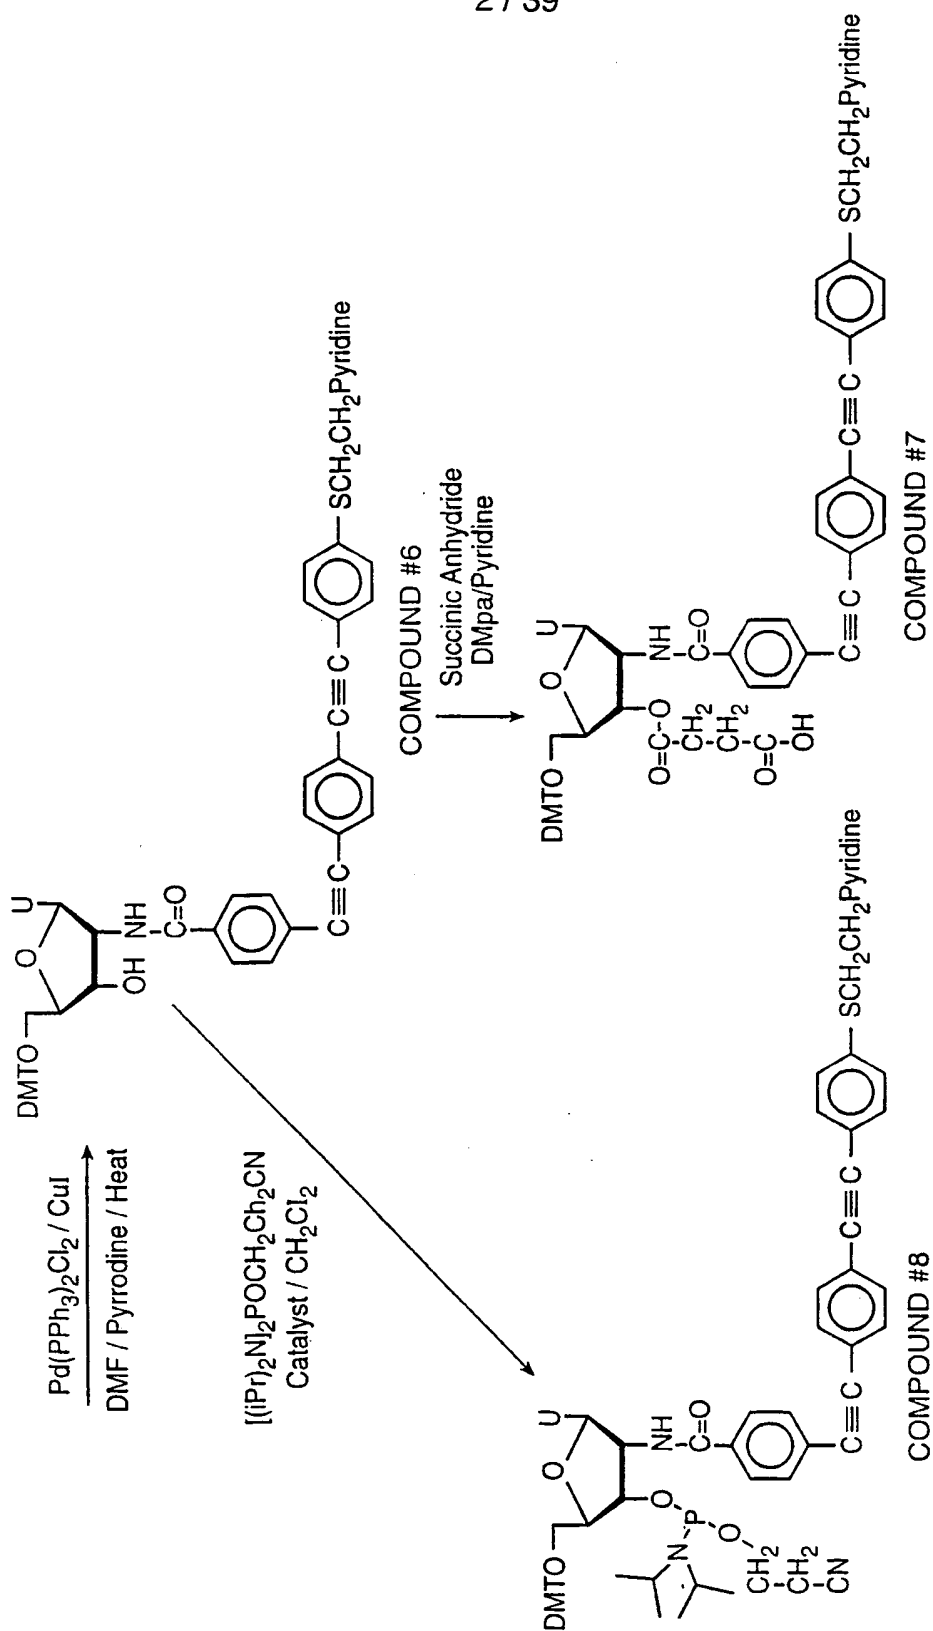 2 / 39
Pd(PPh3)2Cl2 / CuI
DMF / Pyrrodine / Heat
DMTO
O
U
OH
NH
C=O
C≡C
C≡C
SCH2CH2Pyridine
COMPOUND #6
[(iPr)2N]2POCH2Ch2CN
Catalyst / CH2Cl2
Succinic Anhydride
DMpa/Pyridine
DMTO
O
U
O
NH
C=O
P
N
O
CH2
CH2
CN
C≡C
C≡C
SCH2CH2Pyridine
COMPOUND #8
DMTO
O
U
O
NH
C=O
O=C
CH2
CH2
O=C
OH
C≡C
C≡C
SCH2CH2Pyridine
COMPOUND #7